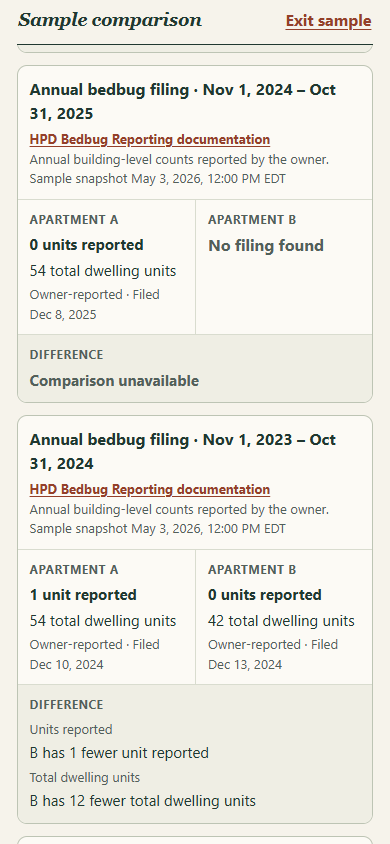 Sample comparison
Exit sample
Annual bedbug filing · Nov 1, 2024 – Oct
31, 2025
HPD Bedbug Reporting documentation
Annual building-level counts reported by the owner.
Sample snapshot May 3, 2026, 12:00 PM EDT
APARTMENT A
0 units reported
54 total dwelling units
Owner-reported · Filed
Dec 8, 2025
APARTMENT B
No filing found
DIFFERENCE
Comparison unavailable
Annual bedbug filing · Nov 1, 2023 – Oct
31, 2024
HPD Bedbug Reporting documentation
Annual building-level counts reported by the owner.
Sample snapshot May 3, 2026, 12:00 PM EDT
APARTMENT A
1 unit reported
54 total dwelling units
Owner-reported · Filed
Dec 10, 2024
APARTMENT B
0 units reported
42 total dwelling units
Owner-reported · Filed
Dec 13, 2024
DIFFERENCE
Units reported
B has 1 fewer unit reported
Total dwelling units
B has 12 fewer total dwelling units